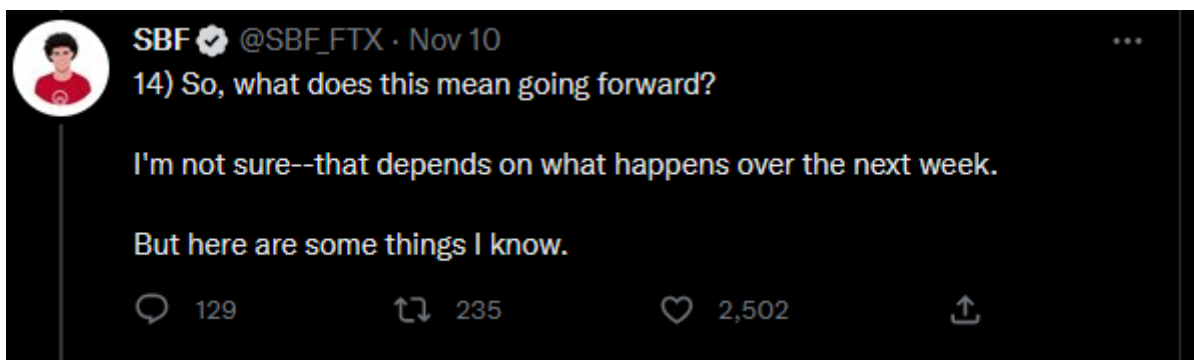 SBF @SBF_FTX · Nov 10
14) So, what does this mean going forward?
I'm not sure--that depends on what happens over the next week.
But here are some things I know.
129 235 2,502